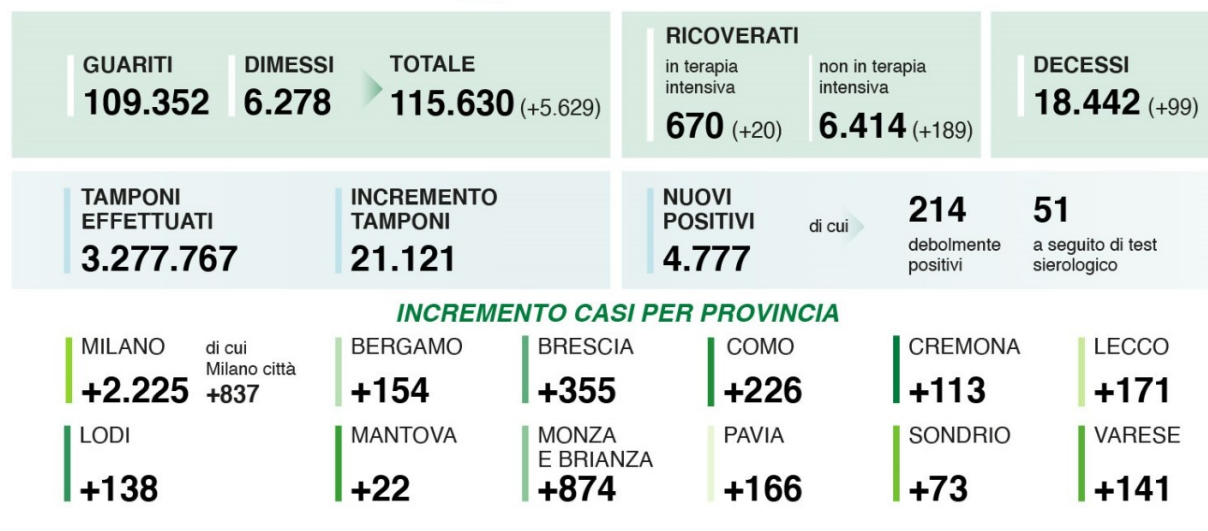 GUARITI
109.352
DIMESSI
6.278
TOTALE
115.630 (+5.629)
RICOVERATI
in terapia
intensiva
670 (+20)
non in terapia
intensiva
6.414 (+189)
DECESSI
18.442 (+99)
TAMPONI
EFFETTUATI
3.277.767
INCREMENTO
TAMPONI
21.121
NUOVI
POSITIVI
4.777
di cui
214
debolmente
positivi
51
a seguito di test
sierologico
INCREMENTO CASI PER PROVINCIA
MILANO
+2.225
di cui
Milano città
+837
BERGAMO
+154
BRESCIA
+355
COMO
+226
CREMONA
+113
LECCO
+171
LODI
+138
MANTOVA
+22
MONZA
E BRIANZA
+874
PAVIA
+166
SONDRIO
+73
VARESE
+141